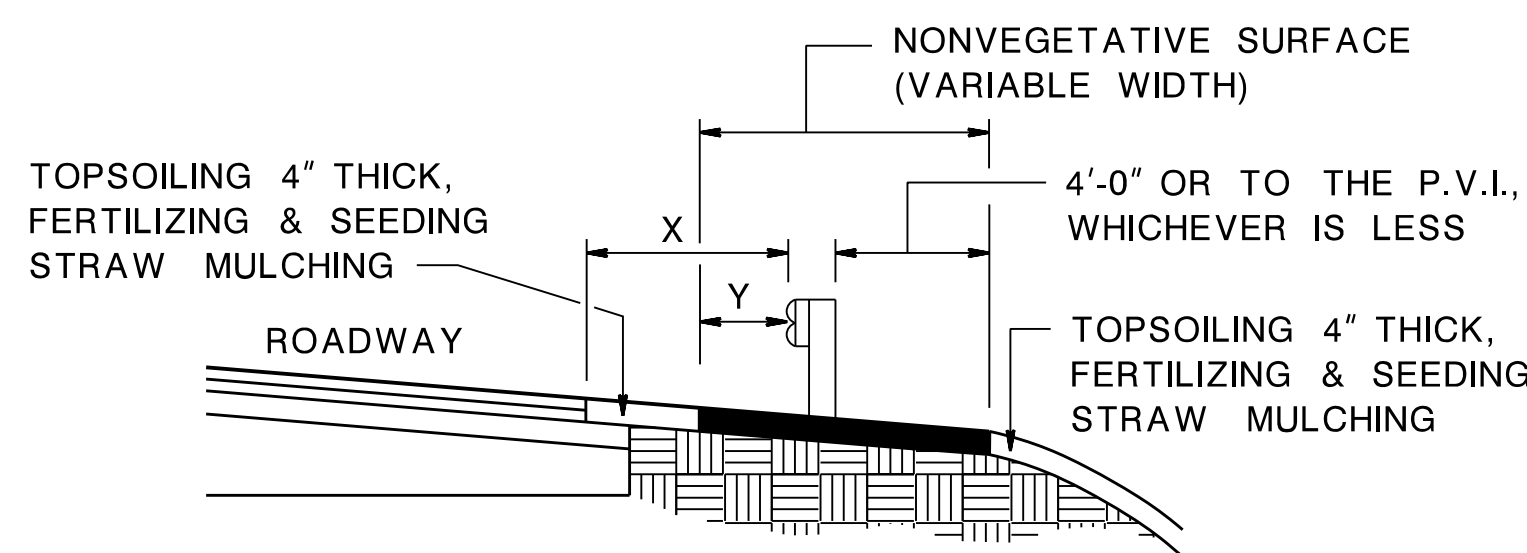 NONVEGETATIVE SURFACE
(VARIABLE WIDTH)
TOPSOILING 4" THICK,
FERTILIZING & SEEDING
STRAW MULCHING
4'-0" OR TO THE P.V.I.,
WHICHEVER IS LESS
X
Y
ROADWAY
TOPSOILING 4" THICK,
FERTILIZING & SEEDING
STRAW MULCHING